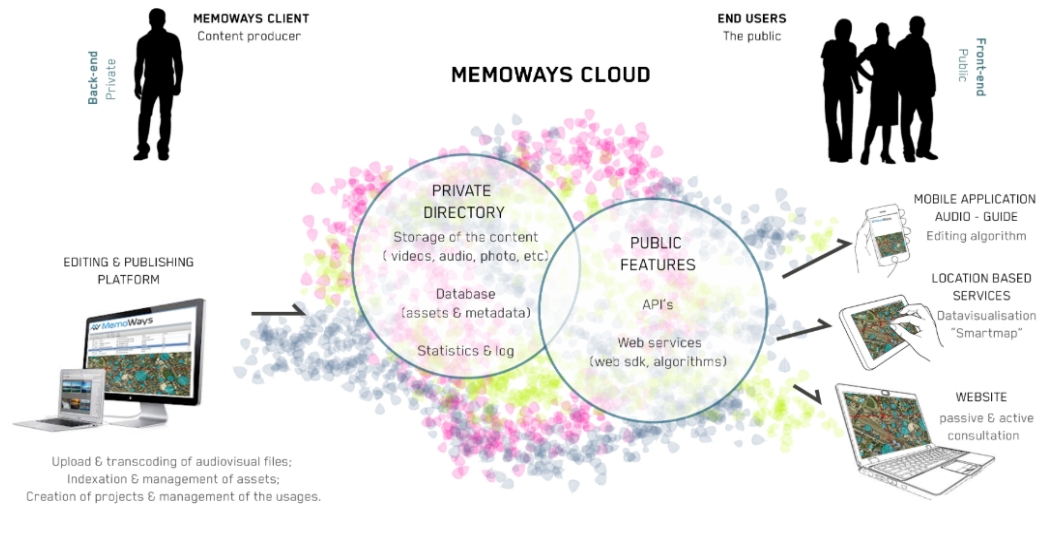 MEMOWAYS CLIENT
Content producer
Back-end
Private
END USERS
The public
Front-end
Public
MEMOWAYS CLOUD
PRIVATE
DIRECTORY
Storage of the content
( videos, audio, photo, etc)
Database
(assets & metadata)
Statistics & log
PUBLIC
FEATURES
API's
Web services
(web sdk, algorithms)
EDITING & PUBLISHING
PLATFORM
MemoWays
Upload & transcoding of audiovisual files;
Indexation & management of assets;
Creation of projects & management of the usages.
MOBILE APPLICATION
AUDIO - GUIDE
Editing algorithm
LOCATION BASED
SERVICES
Datavisualisation
"Smartmap"
WEBSITE
passive & active
consultation